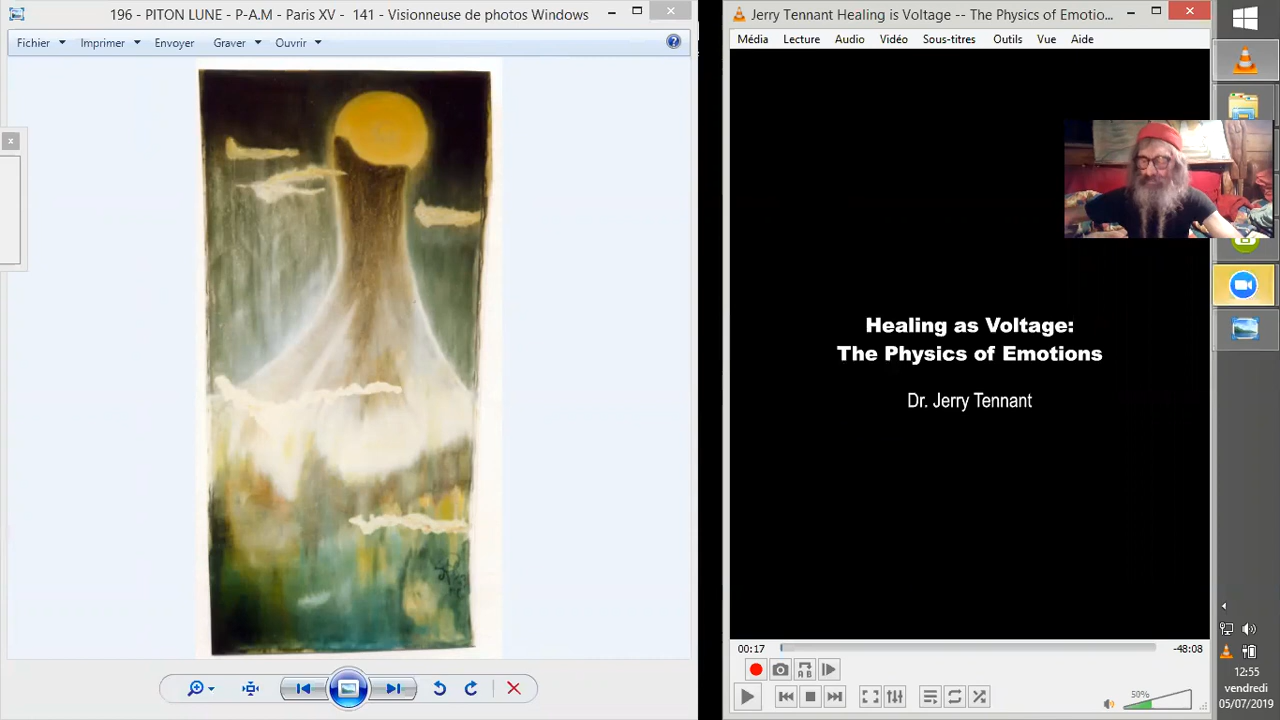 196 - PITON LUNE - P-A-M - Paris XV - 141 - Visionneuse de photos Windows
Fichier Imprimer Envoyer Graver Ouvrir
Jerry Tennant Healing is Voltage -- The Physics of Emotio...
Média Lecture Audio Vidéo Sous-titres Outils Vue Aide
Healing as Voltage:
The Physics of Emotions
Dr. Jerry Tennant
00:17
-48:08
A B
50%
12:55
vendredi
05/07/2019